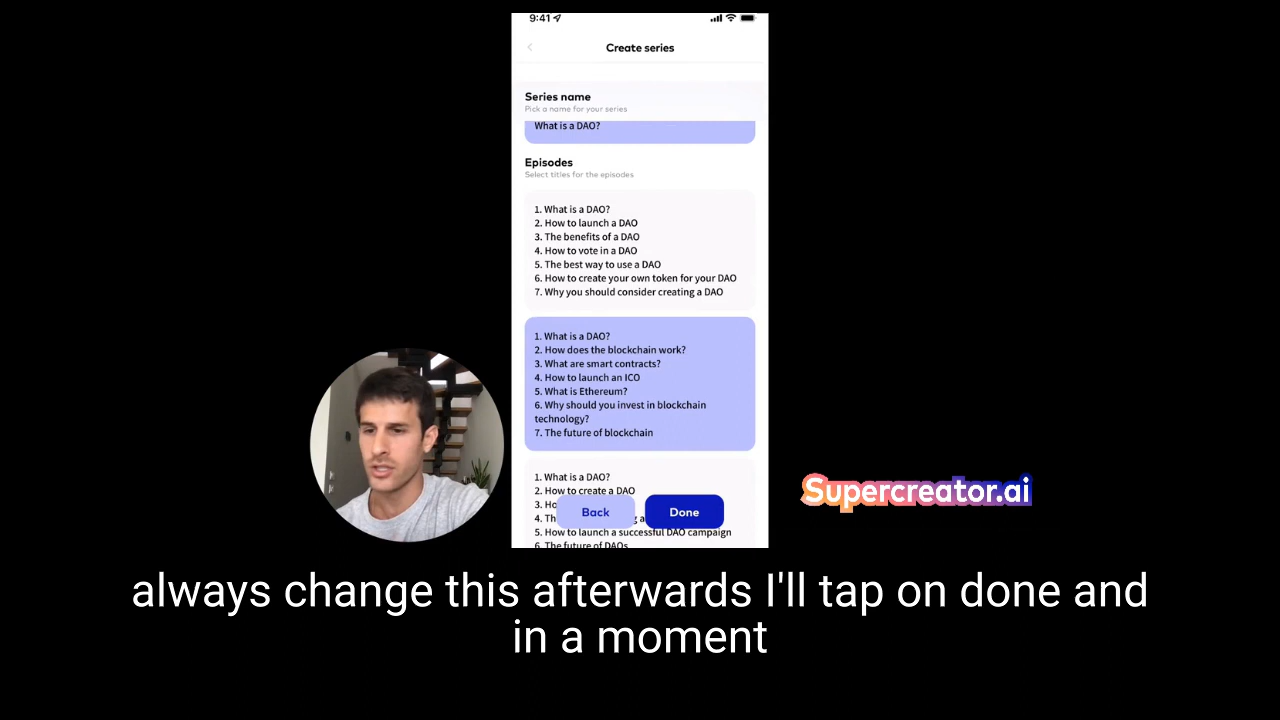 9:41
Create series
Series name
Pick a name for your series
What is a DAO?
Episodes
Select titles for the episodes
1. What is a DAO?
2. How to launch a DAO
3. The benefits of a DAO
4. How to vote in a DAO
5. The best way to use a DAO
6. How to create your own token for your DAO
7. Why you should consider creating a DAO
1. What is a DAO?
2. How does the blockchain work?
3. What are smart contracts?
4. How to launch an ICO
5. What is Ethereum?
6. Why should you invest in blockchain
technology?
7. The future of blockchain
1. What is a DAO?
2. How to create a DAO
3.
4.
Back
Done
5. How to launch a successful DAO campaign
6. The future of DAOs
Supercreator.ai
always change this afterwards I'll tap on done and
in a moment